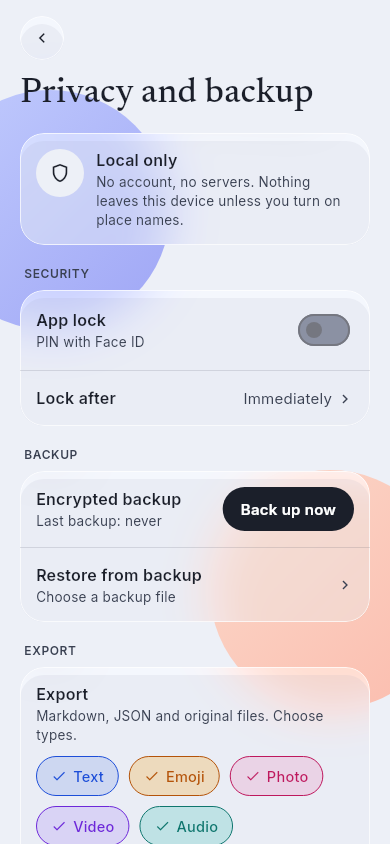 Privacy and backup
Local only
No account, no servers. Nothing
leaves this device unless you turn on
place names.
SECURITY
App lock
PIN with Face ID
Lock after
Immediately
BACKUP
Encrypted backup
Last backup: never
Back up now
Restore from backup
Choose a backup file
EXPORT
Export
Markdown, JSON and original files. Choose
types.
Text Emoji Photo
Video Audio